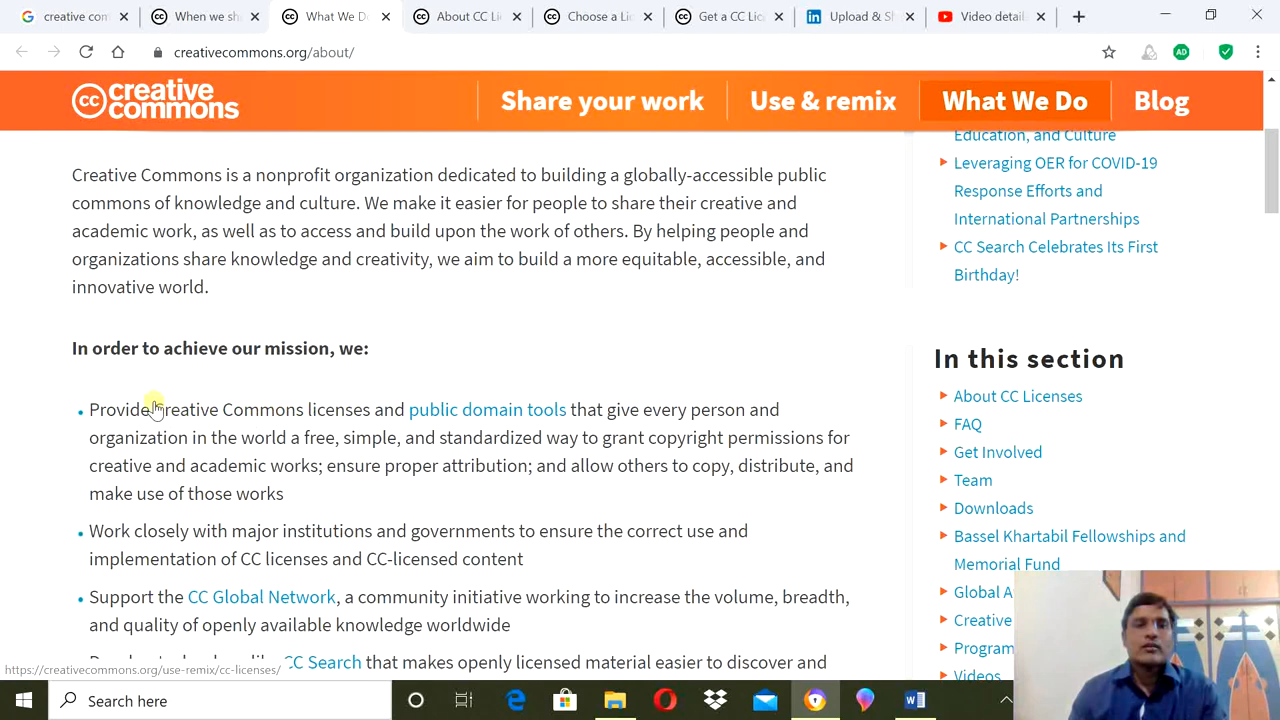 creative com
When we sh
What We Do
About CC Li
Choose a Li
Get a CC Lic
Upload & Sh
Video detail
creativecommons.org/about/
creative commons
Share your work
Use & remix
What We Do
Blog
Creative Commons is a nonprofit organization dedicated to building a globally-accessible public
commons of knowledge and culture. We make it easier for people to share their creative and
academic work, as well as to access and build upon the work of others. By helping people and
organizations share knowledge and creativity, we aim to build a more equitable, accessible, and
innovative world.
In order to achieve our mission, we:
Provide Creative Commons licenses and public domain tools that give every person and
organization in the world a free, simple, and standardized way to grant copyright permissions for
creative and academic works; ensure proper attribution; and allow others to copy, distribute, and
make use of those works
Work closely with major institutions and governments to ensure the correct use and
implementation of CC licenses and CC-licensed content
Support the CC Global Network, a community initiative working to increase the volume, breadth,
and quality of openly available knowledge worldwide
CC Search that makes openly licensed material easier to discover and
Education, and Culture
Leveraging OER for COVID-19
Response Efforts and
International Partnerships
CC Search Celebrates Its First
Birthday!
In this section
About CC Licenses
FAQ
Get Involved
Team
Downloads
Bassel Khartabil Fellowships and
Memorial Fund
Global A
Creative
Program
Videos
https://creativecommons.org/use-remix/cc-licenses/
Search here